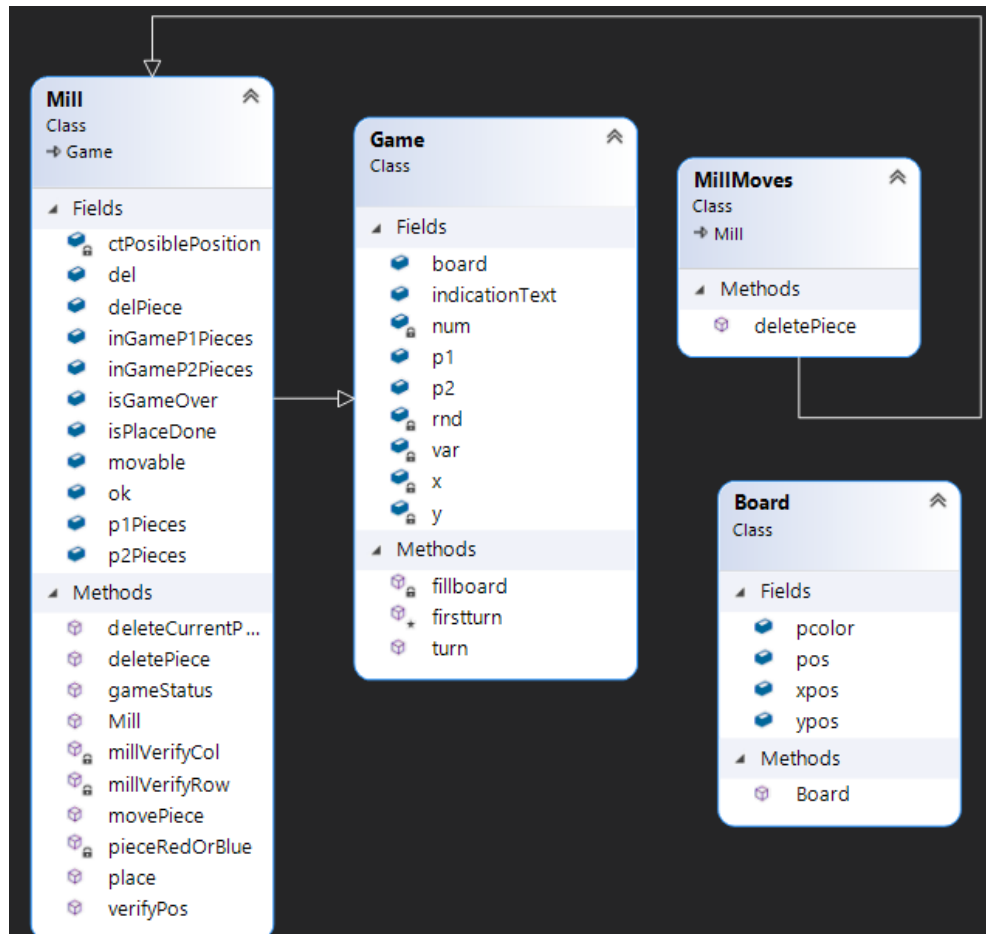 Mill
Class
Game
Fields
ctPosiblePosition
del
delPiece
inGameP1Pieces
inGameP2Pieces
isGameOver
isPlaceDone
movable
ok
p1Pieces
p2Pieces
Methods
deleteCurrentP...
deletePiece
gameStatus
Mill
millVerifyCol
millVerifyRow
movePiece
pieceRedOrBlue
place
verifyPos
Game
Class
Fields
board
indicationText
num
p1
p2
rnd
var
x
y
Methods
fillboard
firstturn
turn
MillMoves
Class
Mill
Methods
deletePiece
Board
Class
Fields
pcolor
pos
xpos
ypos
Methods
Board